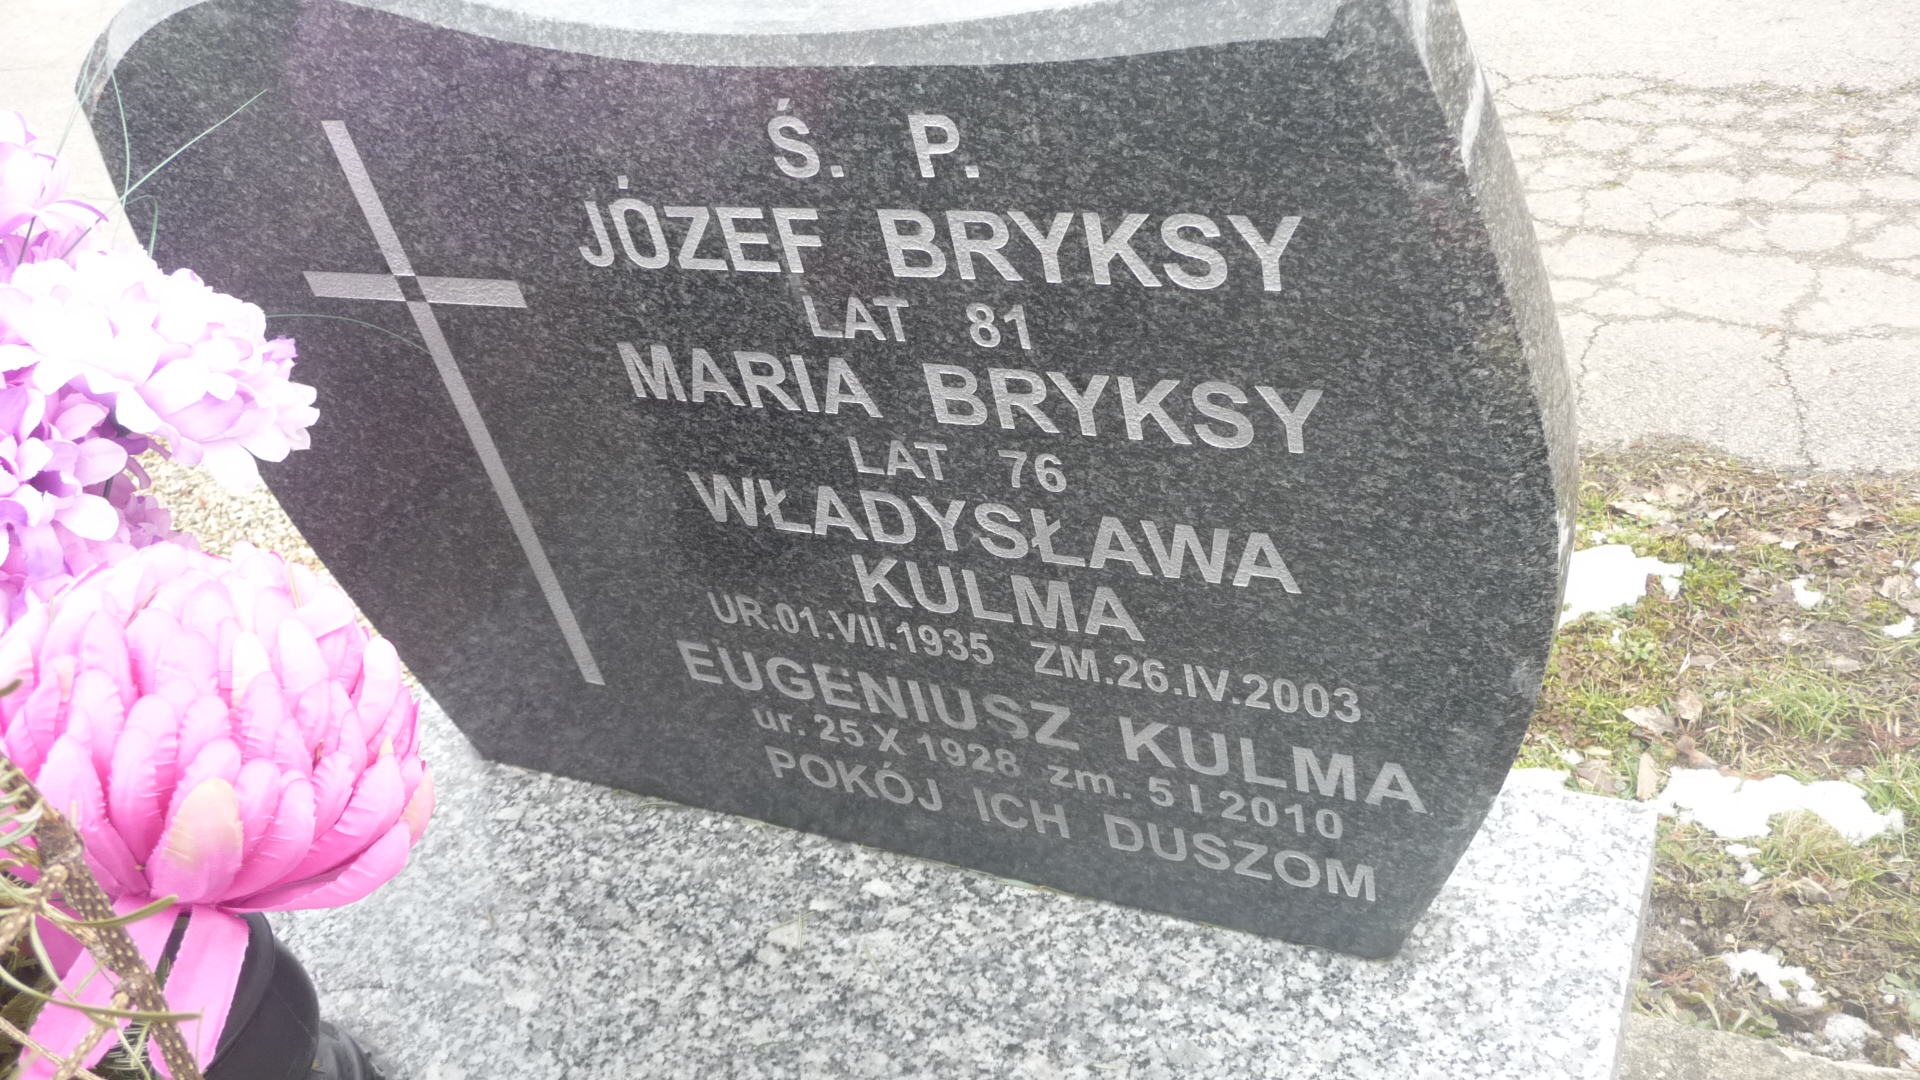 Ś. P.
JÓZEF BRYKSY
LAT 81
MARIA BRYKSY
LAT 76
WŁADYSŁAWA
KULMA
UR.01.VII.1935 ZM.26.IV.2003
EUGENIUSZ KULMA
ur. 25 X 1928 zm. 5 I 2010
POKÓJ ICH DUSZOM